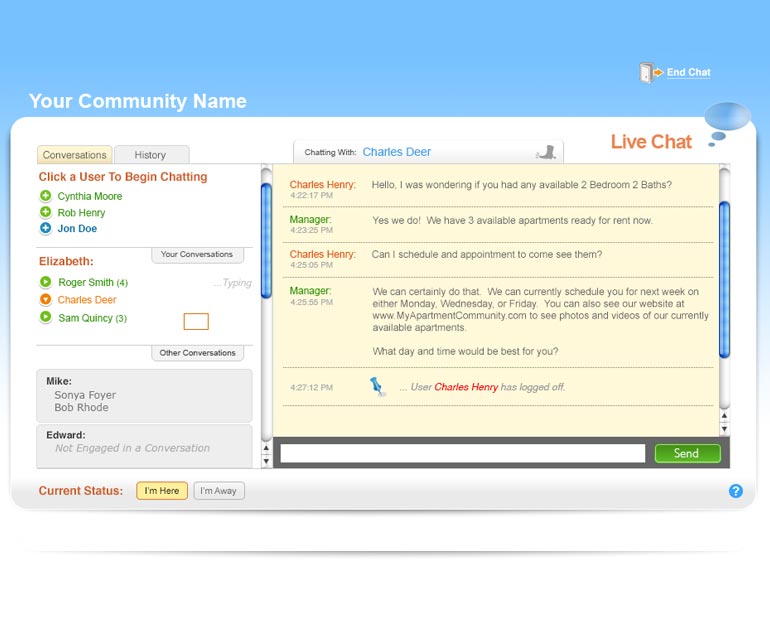 End Chat
Your Community Name
Live Chat
Conversations
History
Chatting With: Charles Deer
Click a User To Begin Chatting
Cynthia Moore
Rob Henry
Jon Doe
Your Conversations
Elizabeth:
Roger Smith (4) ...Typing
Charles Deer
Sam Quincy (3)
Other Conversations
Mike:
Sonya Foyer
Bob Rhode
Edward:
Not Engaged in a Conversation
Charles Henry: Hello, I was wondering if you had any available 2 Bedroom 2 Baths?
4:22:17 PM
Manager: Yes we do! We have 3 available apartments ready for rent now.
4:23:25 PM
Charles Henry: Can I schedule and appointment to come see them?
4:25:05 PM
Manager: We can certainly do that. We can currently schedule you for next week on
4:25:55 PM
either Monday, Wednesday, or Friday. You can also see our website at
www.MyApartmentCommunity.com to see photos and videos of our currently
available apartments.
What day and time would be best for you?
4:27:12 PM ... User Charles Henry has logged off.
Send
Current Status: I'm Here I'm Away
?